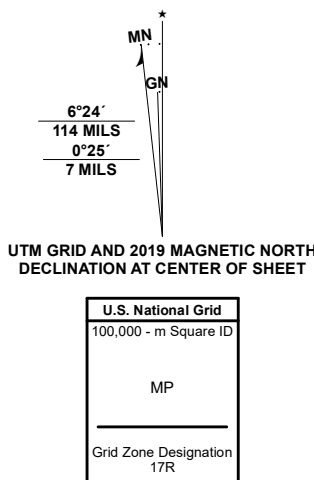 ★
MN
GN
6°24´
114 MILS
0°25´
7 MILS
UTM GRID AND 2019 MAGNETIC NORTH
DECLINATION AT CENTER OF SHEET
U.S. National Grid
100,000 - m Square ID
MP
Grid Zone Designation
17R